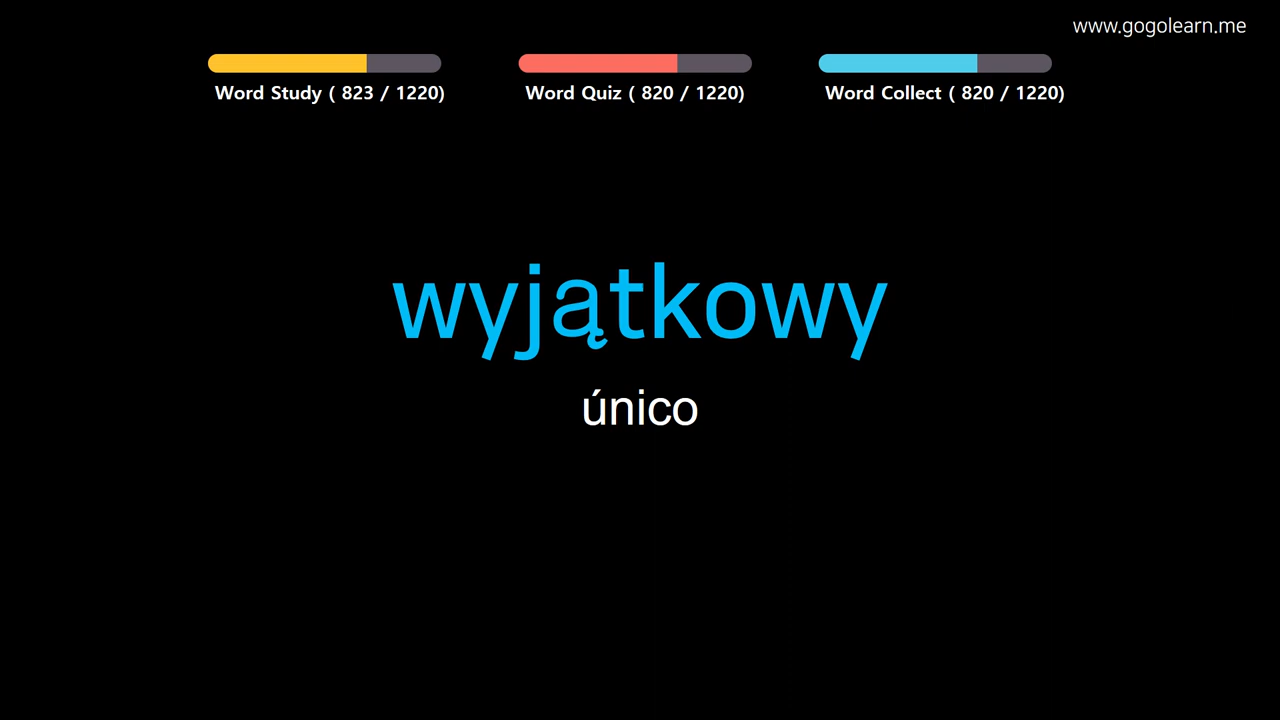 www.gogolearn.me
Word Study ( 823 / 1220)
Word Quiz ( 820 / 1220)
Word Collect ( 820 / 1220)
wyjątkowy
único